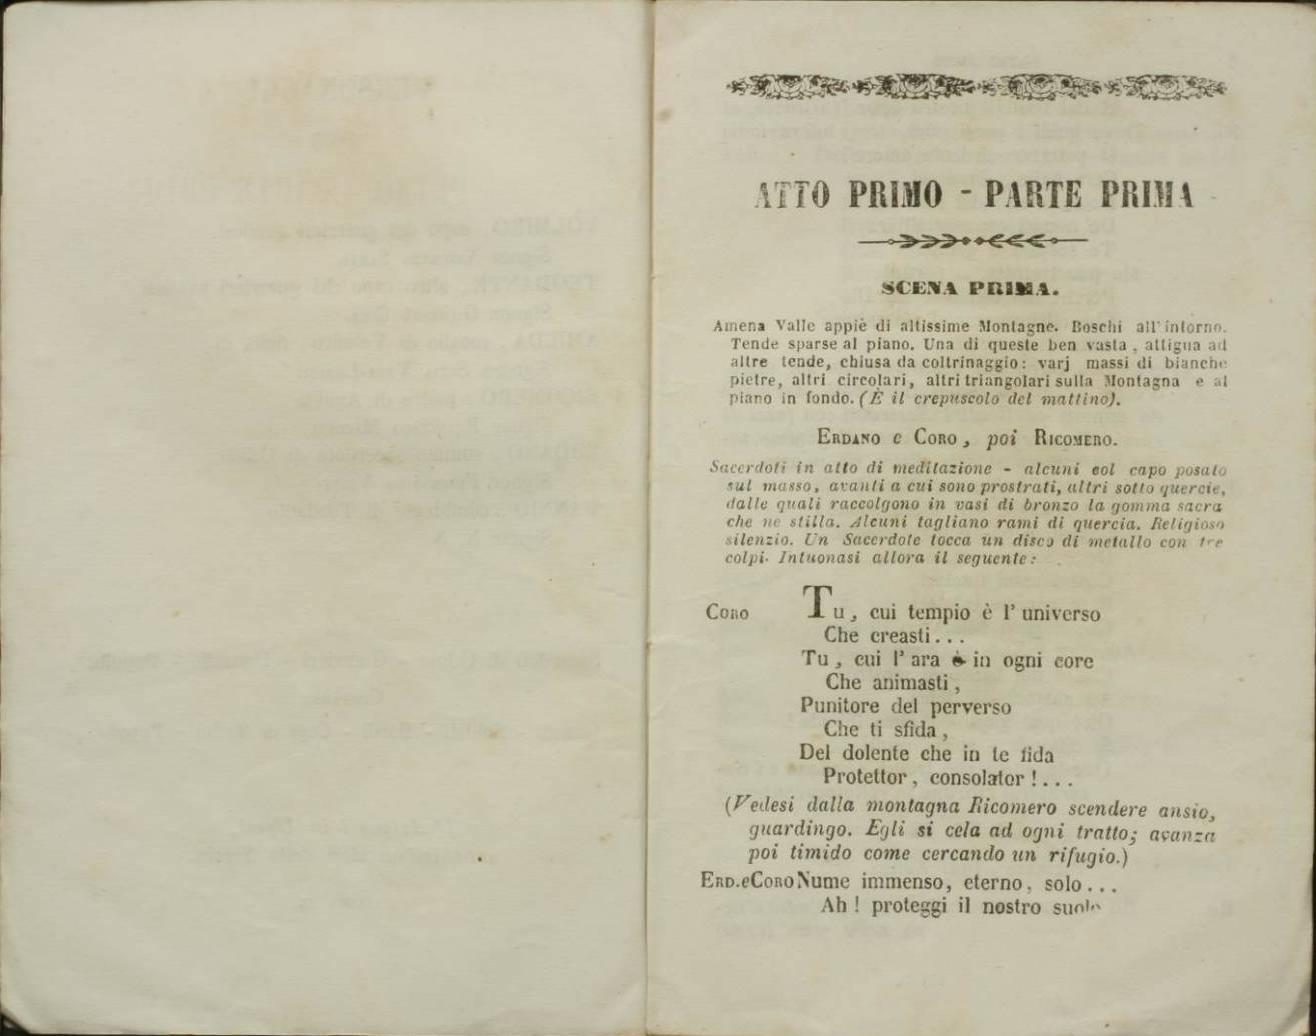 ATTO PRIMO - PARTE PRIMA
SCENA PRIMA.
Amena Valle appiè di altissime Montagne. Boschi all'intorno.
Tende sparse al piano. Una di queste ben vasta, attigua ad
altre tende, chiusa da coltrinaggio: varj massi di bianche
pietre, altri circolari, altri triangolari sulla Montagna e al
piano in fondo. (È il crepuscolo del mattino).
ERDANO e CORO, poi RICOMERO.
Sacerdoti in atto di meditazione - alcuni col capo posato
sul masso, avanti a cui sono prostrati, altri sotto quercie,
dalle quali raccolgono in vasi di bronzo la gomma sacra
che ne stilla. Alcuni tagliano rami di quercia. Religioso
silenzio. Un Sacerdote tocca un disco di metallo con tre
colpi. Intuonasi allora il seguente:
CORO Tu, cui tempio è l'universo
Che creasti...
Tu, cui l'ara è in ogni core
Che animasti,
Punitore del perverso
Che ti sfida,
Del dolente che in te fida
Protettor, consolator!...
(Vedesi dalla montagna Ricomero scendere ansio,
guardingo. Egli si cela ad ogni tratto; avanza
poi timido come cercando un rifugio.)
ERD. e CORO Nume immenso, eterno, solo...
Ah! proteggi il nostro suolo